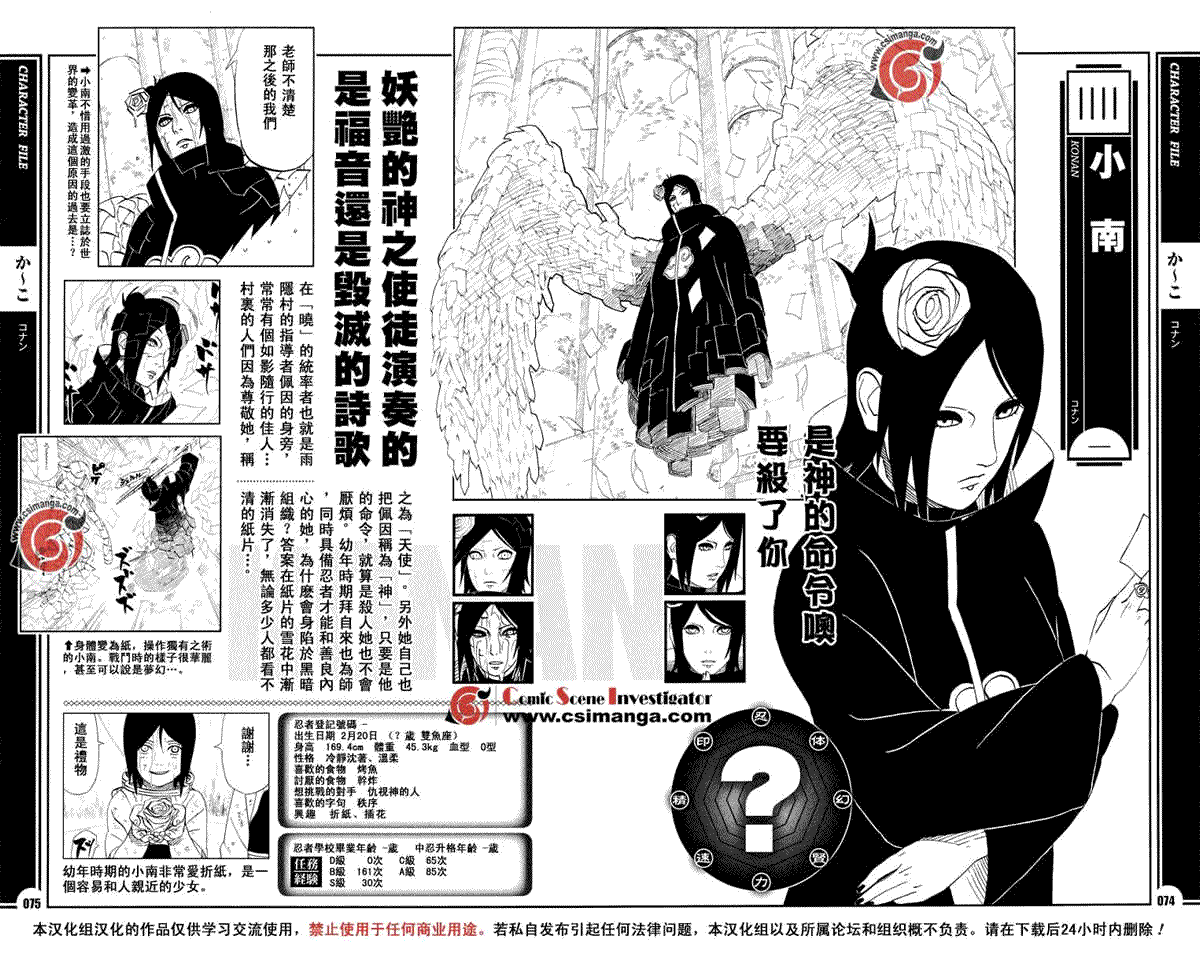 CHARACTER FILE
か〜こ
コナン
074
小南
KONAN
コナン
www.csimanga.com
是神的命令噢
要殺了你
妖艷的神之使徒演奏的
是福音還是毀滅的詩歌
老師不清楚
那之後的我們
➡小南不惜用過激的手段也要立誌於世
界的變革，造成這個原因的過去是…？
在「曉」的統率者也就是雨
隱村的指導者佩因的身旁，
常常有個如影隨行的佳人…
村裏的人們因為尊敬她，稱
之為「天使」。另外她自己也
把佩因稱為「神」，只要是他
的命令，就算是殺人她也不會
厭煩。幼年時期拜自來也為師
，同時具備忍者才能和善良內
心的她，為什麽會身陷於黑暗
組織？答案在紙片的雪花中漸
漸消失了，無論多少人都看不
清的紙片…。
ズズズ
www.csimanga.com
⬆身體變為紙，操作獨有之術
的小南。戰鬥時的樣子很華麗
，甚至可以說是夢幻…。
謝謝…
這是禮物
幼年時期的小南非常愛折紙，是一
個容易和人親近的少女。
Comic Scene Investigator
www.csimanga.com
忍者登記號碼 -
出生日期 2月20日 （？歲 雙魚座）
身高 169.4cm 體重 45.3kg 血型 O型
性格 冷靜沈著、溫柔
喜歡的食物 烤魚
討厭的食物 幹炸
想挑戰的對手 仇視神的人
喜歡的字句 秩序
興趣 折紙、插花
忍者學校畢業年齡 -歲 中忍升格年齡 -歲
任務經驗
D級 0次 C級 65次
B級 161次 A級 85次
S級 30次
忍
体
幻
賢
力
速
精
印
?
CHARACTER FILE
か〜こ
コナン
075
本汉化组汉化的作品仅供学习交流使用，禁止使用于任何商业用途。若私自发布引起任何法律问题，本汉化组以及所属论坛和组织概不负责。请在下载后24小时内删除！